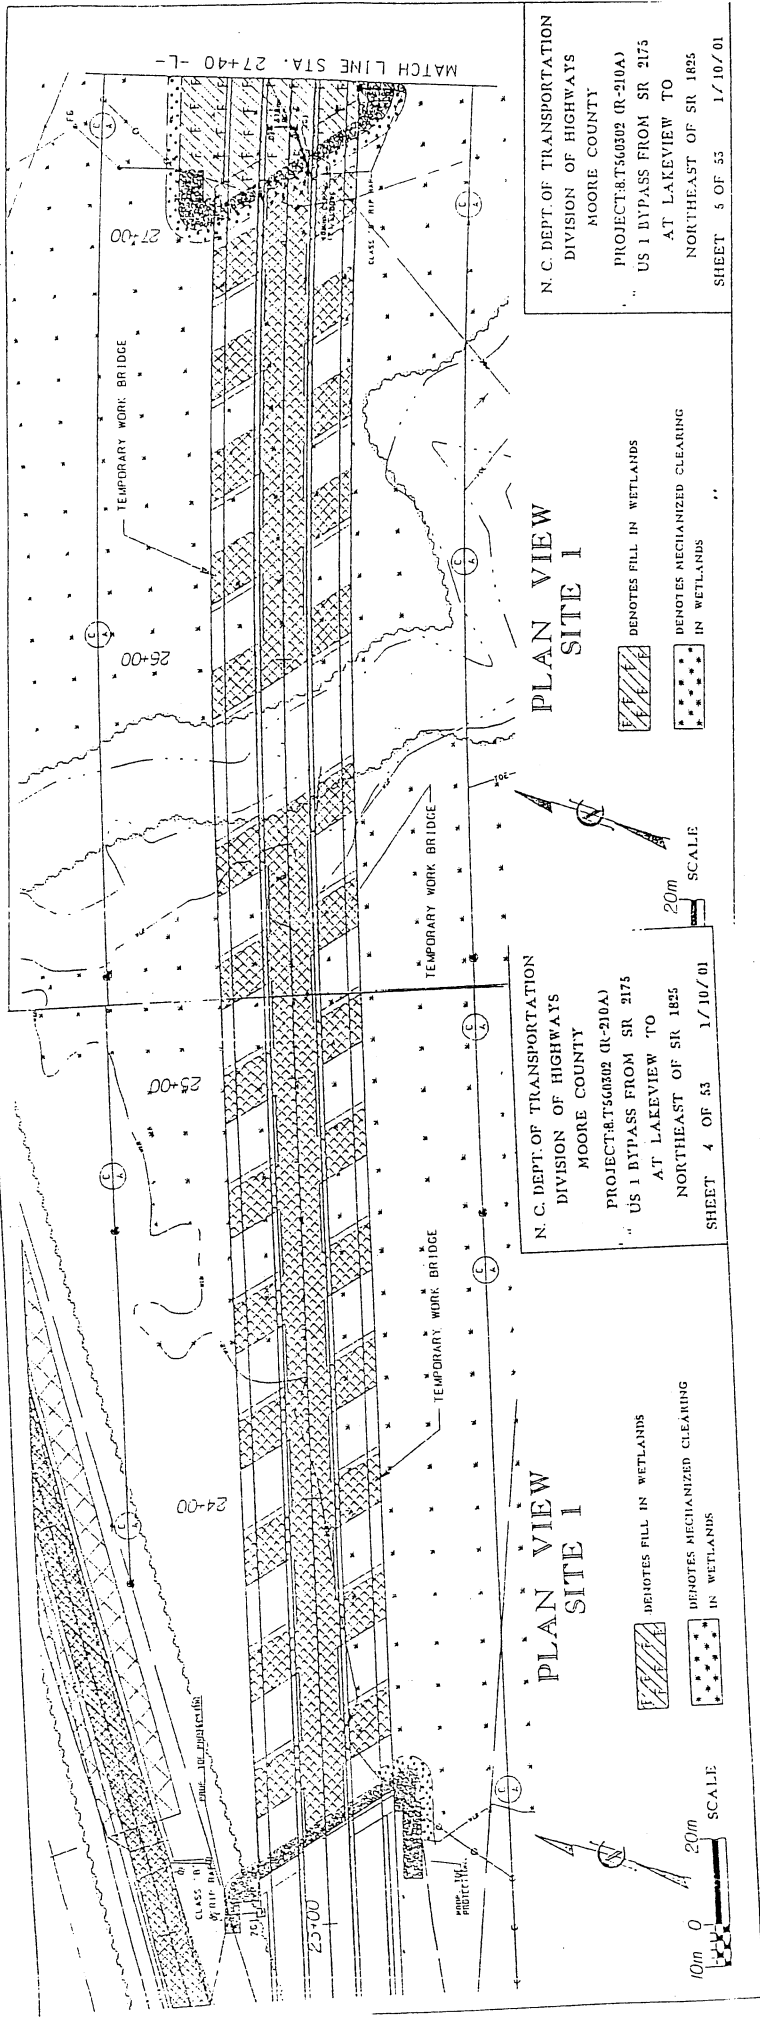 MATCH LINE STA. 27+40 -L-
27+00
TEMPORARY WORK BRIDGE
26+00
CLASS 'B' RIP RAP
TEMPORARY WORK BRIDGE
25+00
TEMPORARY WORK BRIDGE
24+00
CLASS 'B'
RIP RAP
23+00
PLAN VIEW
SITE 1
DENOTES FILL IN WETLANDS
DENOTES MECHANIZED CLEARING
IN WETLANDS
20m
SCALE
N. C. DEPT. OF TRANSPORTATION
DIVISION OF HIGHWAYS
MOORE COUNTY
PROJECT:8.T560302 (R-210A)
US 1 BYPASS FROM SR 2175
AT LAKEVIEW TO
NORTHEAST OF SR 1825
SHEET 5 OF 53 1/10/01
PLAN VIEW
SITE 1
DENOTES FILL IN WETLANDS
DENOTES MECHANIZED CLEARING
IN WETLANDS
10m 0 20m
SCALE
N. C. DEPT. OF TRANSPORTATION
DIVISION OF HIGHWAYS
MOORE COUNTY
PROJECT:8.T560302 (R-210A)
US 1 BYPASS FROM SR 2175
AT LAKEVIEW TO
NORTHEAST OF SR 1825
SHEET 4 OF 53 1/10/01